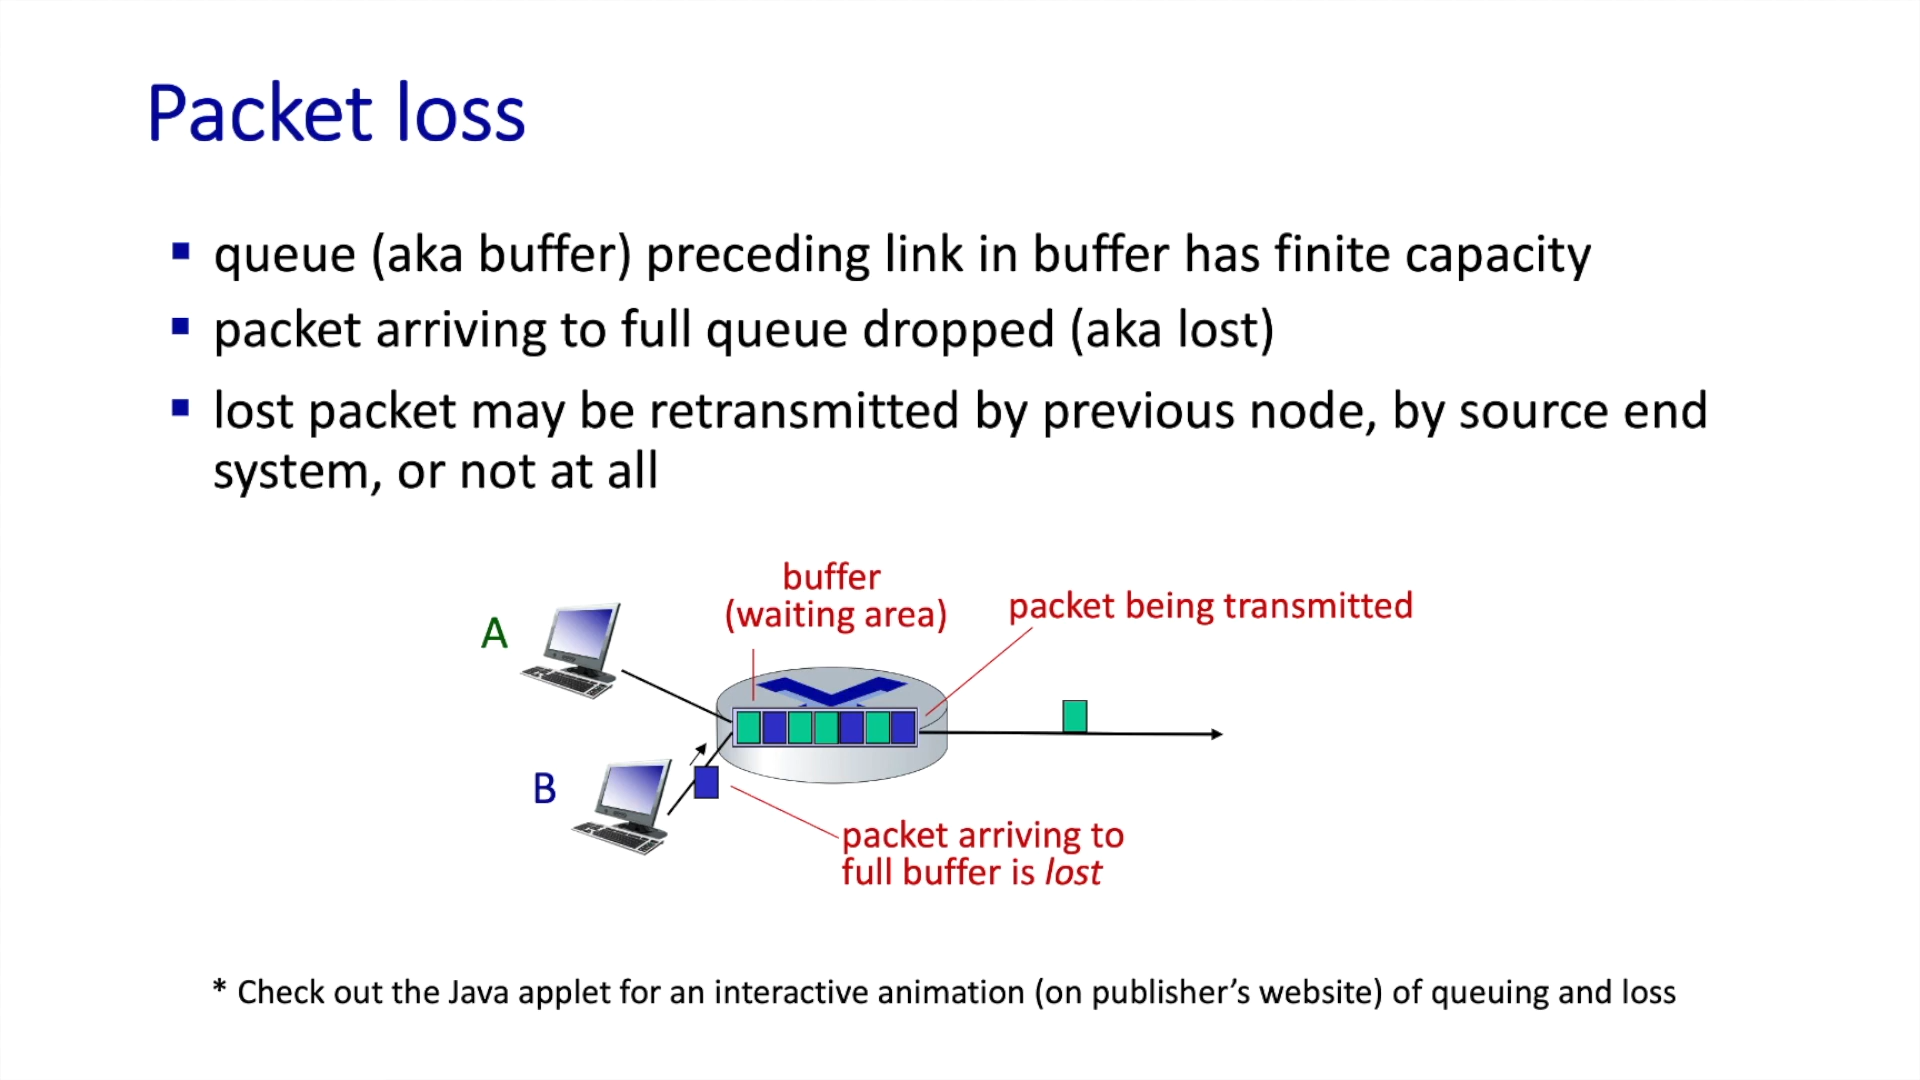 Packet loss
▪ queue (aka buffer) preceding link in buffer has finite capacity
▪ packet arriving to full queue dropped (aka lost)
▪ lost packet may be retransmitted by previous node, by source end
system, or not at all
buffer
(waiting area)
packet being transmitted
A
B
packet arriving to
full buffer is lost
* Check out the Java applet for an interactive animation (on publisher’s website) of queuing and loss